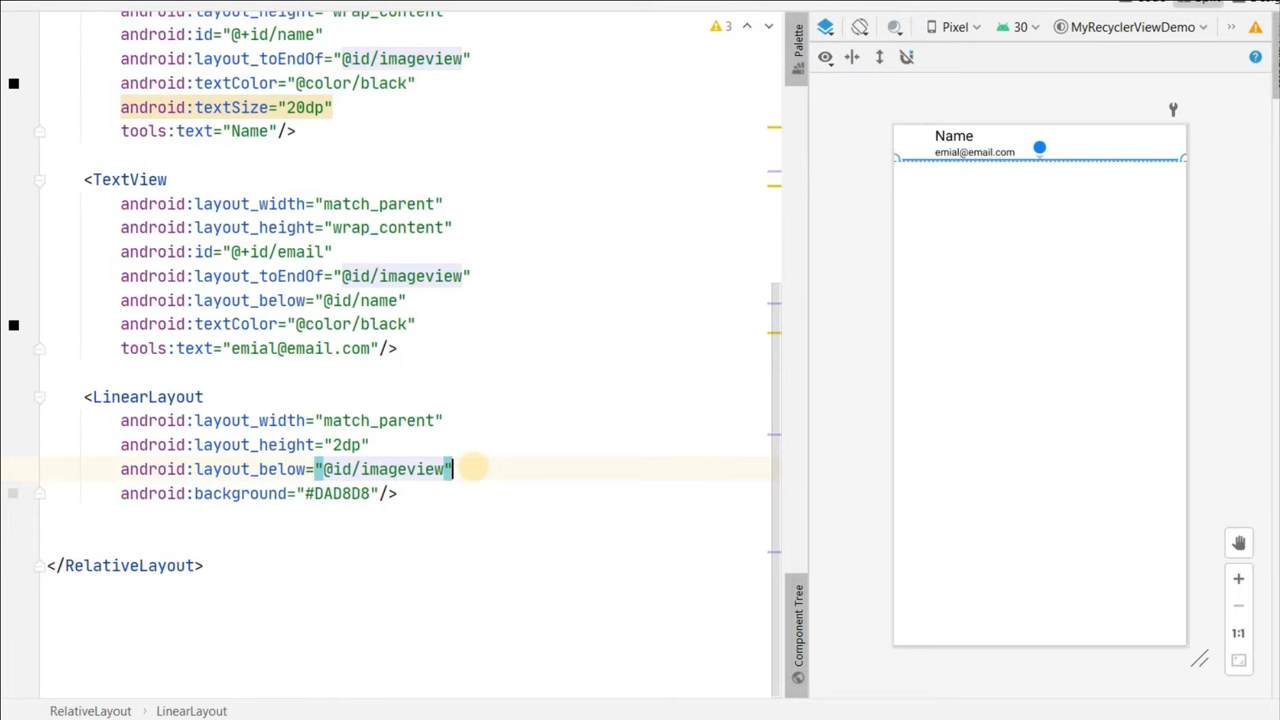 android:layout_height="wrap_content"
android:id="@+id/name"
android:layout_toEndOf="@id/imageview"
android:textColor="@color/black"
android:textSize="20dp"
tools:text="Name"/>
<TextView
android:layout_width="match_parent"
android:layout_height="wrap_content"
android:id="@+id/email"
android:layout_toEndOf="@id/imageview"
android:layout_below="@id/name"
android:textColor="@color/black"
tools:text="emial@email.com"/>
<LinearLayout
android:layout_width="match_parent"
android:layout_height="2dp"
android:layout_below="@id/imageview"
android:background="#DAD8D8"/>
</RelativeLayout>
RelativeLayout > LinearLayout
3
Palette
Component Tree
Pixel
30
MyRecyclerViewDemo
Name
emial@email.com
1:1